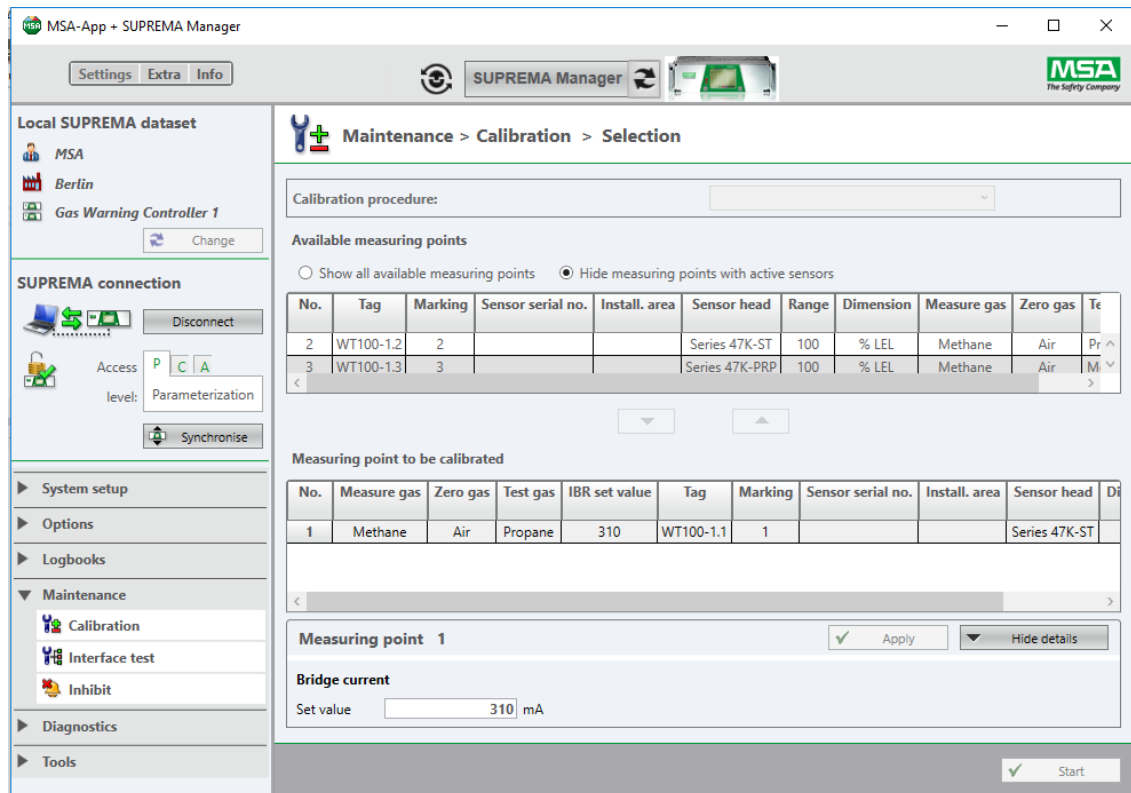 MSA-App + SUPREMA Manager
Settings Extra Info
SUPREMA Manager
MSA
The Safety Company
Local SUPREMA dataset
MSA
Berlin
Gas Warning Controller 1
Change
SUPREMA connection
Disconnect
Access level:
P C A
Parameterization
Synchronise
System setup
Options
Logbooks
Maintenance
Calibration
Interface test
Inhibit
Diagnostics
Tools
Maintenance > Calibration > Selection
Calibration procedure:
Available measuring points
Show all available measuring points Hide measuring points with active sensors
No. Tag Marking Sensor serial no. Install. area Sensor head Range Dimension Measure gas Zero gas Te
2 WT100-1.2 2 Series 47K-ST 100 % LEL Methane Air Pr
3 WT100-1.3 3 Series 47K-PRP 100 % LEL Methane Air M
Measuring point to be calibrated
No. Measure gas Zero gas Test gas IBR set value Tag Marking Sensor serial no. Install. area Sensor head Di
1 Methane Air Propane 310 WT100-1.1 1 Series 47K-ST
Measuring point 1
Apply
Hide details
Bridge current
Set value 310 mA
Start